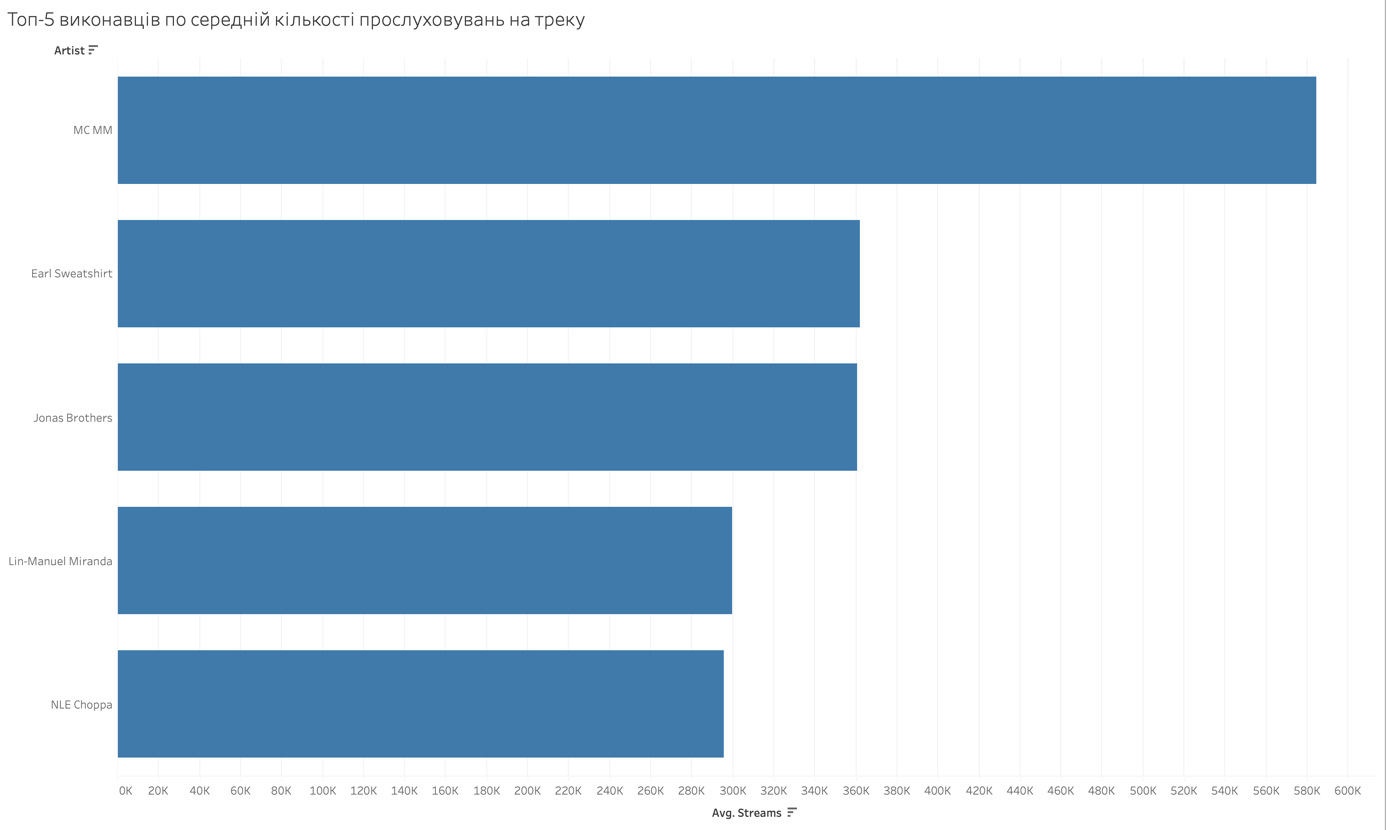 Топ-5 виконавців по середній кількості прослуховувань на треку
Artist
MC MM
Earl Sweatshirt
Jonas Brothers
Lin-Manuel Miranda
NLE Choppa
0K 20K 40K 60K 80K 100K 120K 140K 160K 180K 200K 220K 240K 260K 280K 300K 320K 340K 360K 380K 400K 420K 440K 460K 480K 500K 520K 540K 560K 580K 600K
Avg. Streams